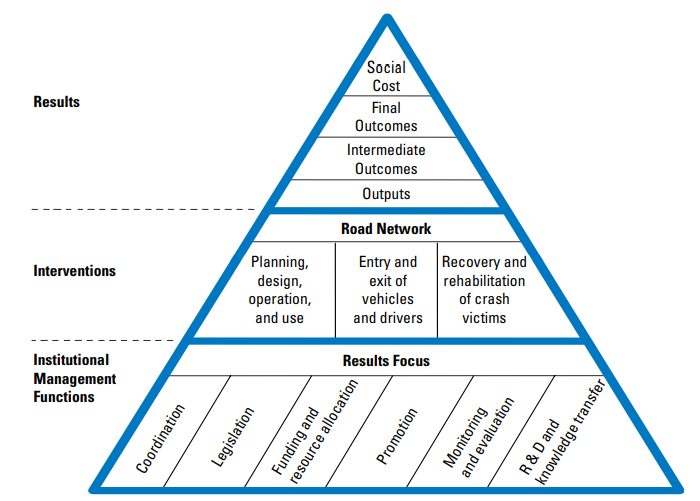 Social
Cost
Results
Final
Outcomes
Intermediate
Outcomes
Outputs
Road Network
Interventions
Planning,
design,
operation,
and use
Entry and
exit of
vehicles
and drivers
Recovery and
rehabilitation
of crash
victims
Institutional
Management
Functions
Results Focus
Coordination
Legislation
Funding and
resource allocation
Promotion
Monitoring
and evaluation
R & D and
knowledge transfer